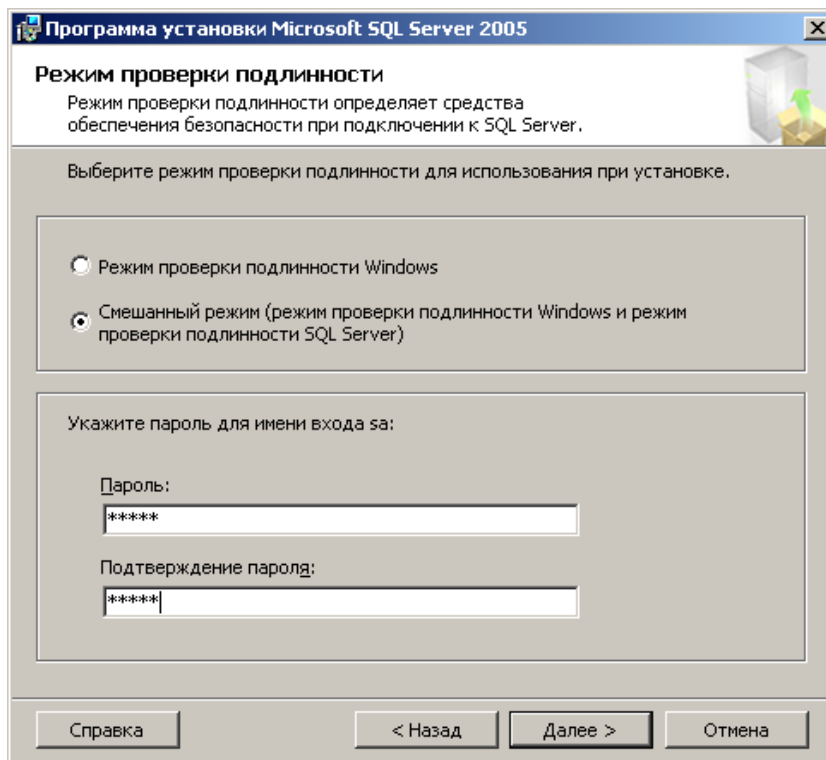 Программа установки Microsoft SQL Server 2005
Режим проверки подлинности
Режим проверки подлинности определяет средства
обеспечения безопасности при подключении к SQL Server.
Выберите режим проверки подлинности для использования при установке.
Режим проверки подлинности Windows
Смешанный режим (режим проверки подлинности Windows и режим
проверки подлинности SQL Server)
Укажите пароль для имени входа sa:
Пароль:
*****
Подтверждение пароля:
*****
Справка
< Назад
Далее >
Отмена